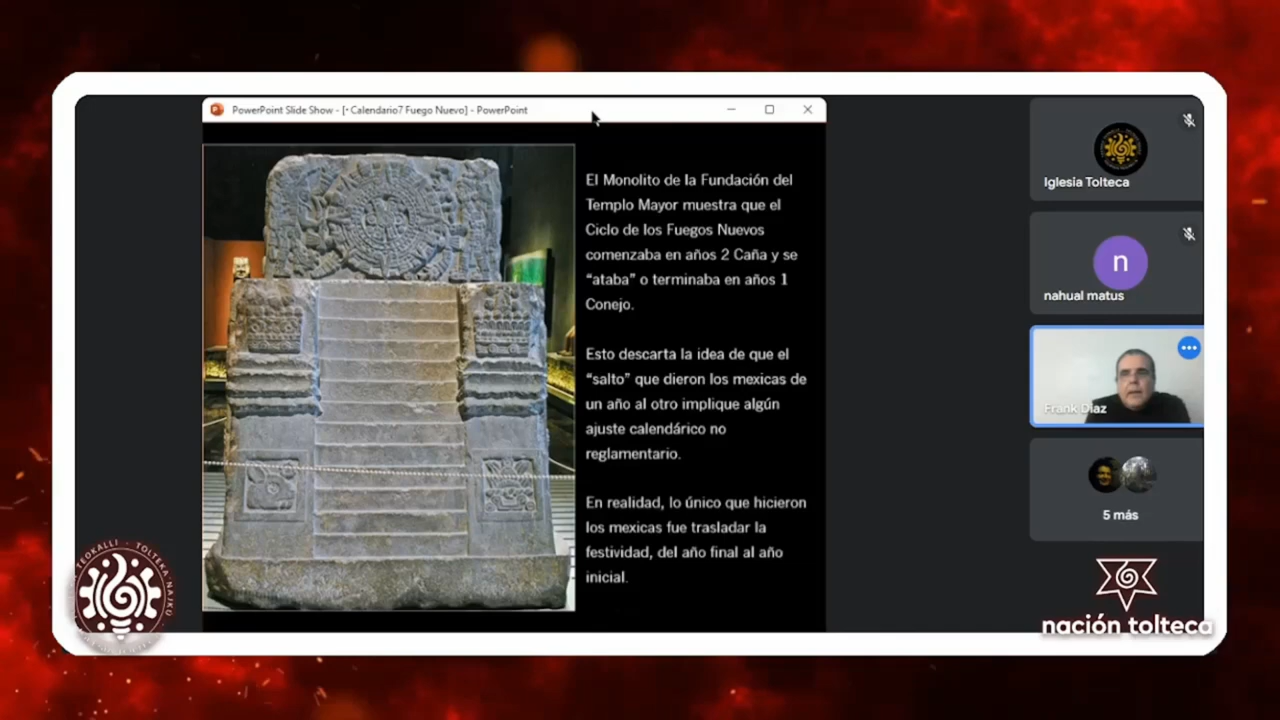 PowerPoint Slide Show - [• Calendario7 Fuego Nuevo] - PowerPoint
El Monolito de la Fundación del
Templo Mayor muestra que el
Ciclo de los Fuegos Nuevos
comenzaba en años 2 Caña y se
“ataba” o terminaba en años 1
Conejo.
Esto descarta la idea de que el
“salto” que dieron los mexicas de
un año al otro implique algún
ajuste calendárico no
reglamentario.
En realidad, lo único que hicieron
los mexicas fue trasladar la
festividad, del año final al año
inicial.
Iglesia Tolteca
n
nahual matus
Frank Diaz
5 más
TEOKALLI · TOLTEKA NAJKU
nación tolteca